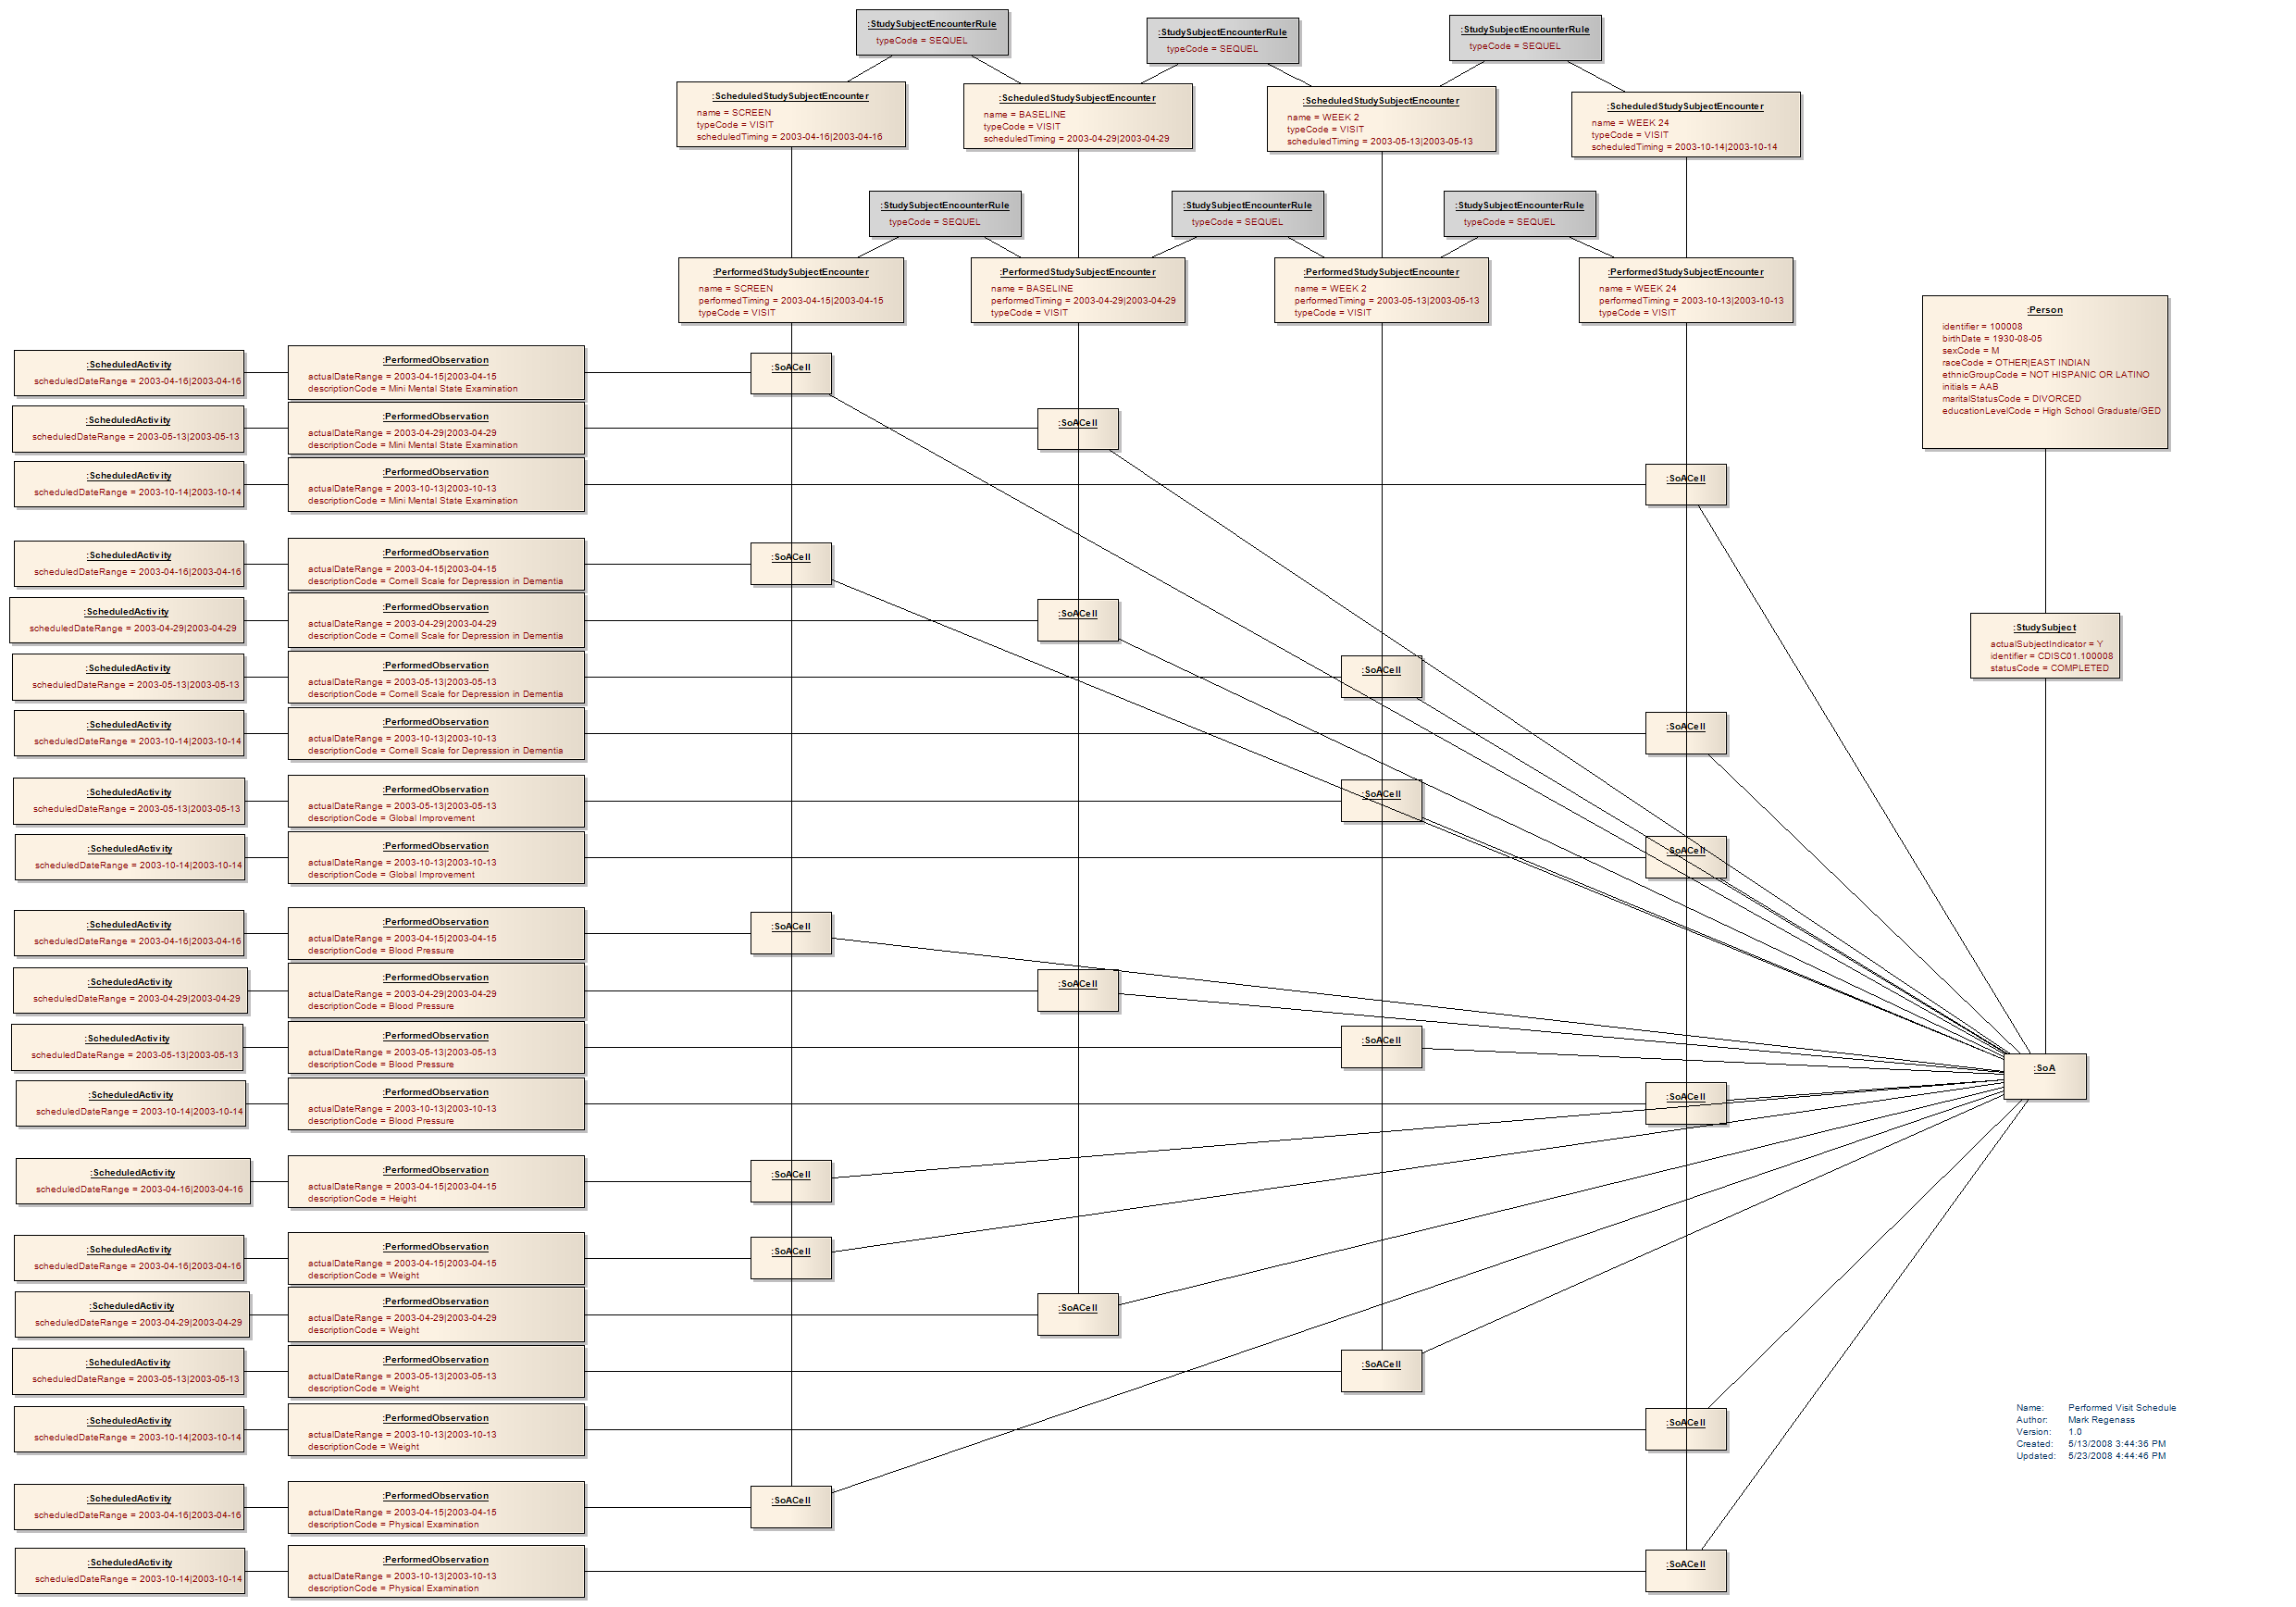 :StudySubjectEncounterRule
typeCode = SEQUEL
:StudySubjectEncounterRule
typeCode = SEQUEL
:StudySubjectEncounterRule
typeCode = SEQUEL
:ScheduledStudySubjectEncounter
name = SCREEN
typeCode = VISIT
scheduledTiming = 2003-04-16|2003-04-16
:ScheduledStudySubjectEncounter
name = BASELINE
typeCode = VISIT
scheduledTiming = 2003-04-29|2003-04-29
:ScheduledStudySubjectEncounter
name = WEEK 2
typeCode = VISIT
scheduledTiming = 2003-05-13|2003-05-13
:ScheduledStudySubjectEncounter
name = WEEK 24
typeCode = VISIT
scheduledTiming = 2003-10-14|2003-10-14
:StudySubjectEncounterRule
typeCode = SEQUEL
:StudySubjectEncounterRule
typeCode = SEQUEL
:StudySubjectEncounterRule
typeCode = SEQUEL
:PerformedStudySubjectEncounter
name = SCREEN
performedTiming = 2003-04-15|2003-04-15
typeCode = VISIT
:PerformedStudySubjectEncounter
name = BASELINE
performedTiming = 2003-04-29|2003-04-29
typeCode = VISIT
:PerformedStudySubjectEncounter
name = WEEK 2
performedTiming = 2003-05-13|2003-05-13
typeCode = VISIT
:PerformedStudySubjectEncounter
name = WEEK 24
performedTiming = 2003-10-13|2003-10-13
typeCode = VISIT
:Person
identifier = 100008
birthDate = 1930-08-05
sexCode = M
raceCode = OTHER|EAST INDIAN
ethnicGroupCode = NOT HISPANIC OR LATINO
initials = AAB
maritalStatusCode = DIVORCED
educationLevelCode = High School Graduate/GED
:ScheduledActivity
scheduledDateRange = 2003-04-16|2003-04-16
:PerformedObservation
actualDateRange = 2003-04-15|2003-04-15
descriptionCode = Mini Mental State Examination
:SoACell
:ScheduledActivity
scheduledDateRange = 2003-05-13|2003-05-13
:PerformedObservation
actualDateRange = 2003-04-29|2003-04-29
descriptionCode = Mini Mental State Examination
:SoACell
:ScheduledActivity
scheduledDateRange = 2003-10-14|2003-10-14
:PerformedObservation
actualDateRange = 2003-10-13|2003-10-13
descriptionCode = Mini Mental State Examination
:SoACell
:ScheduledActivity
scheduledDateRange = 2003-04-16|2003-04-16
:PerformedObservation
actualDateRange = 2003-04-15|2003-04-15
descriptionCode = Cornell Scale for Depression in Dementia
:SoACell
:ScheduledActivity
scheduledDateRange = 2003-04-29|2003-04-29
:PerformedObservation
actualDateRange = 2003-04-29|2003-04-29
descriptionCode = Cornell Scale for Depression in Dementia
:SoACell
:StudySubject
actualSubjectIndicator = Y
identifier = CDISC01.100008
statusCode = COMPLETED
:ScheduledActivity
scheduledDateRange = 2003-05-13|2003-05-13
:PerformedObservation
actualDateRange = 2003-05-13|2003-05-13
descriptionCode = Cornell Scale for Depression in Dementia
:SoACell
:ScheduledActivity
scheduledDateRange = 2003-10-14|2003-10-14
:PerformedObservation
actualDateRange = 2003-10-13|2003-10-13
descriptionCode = Cornell Scale for Depression in Dementia
:SoACell
:ScheduledActivity
scheduledDateRange = 2003-05-13|2003-05-13
:PerformedObservation
actualDateRange = 2003-05-13|2003-05-13
descriptionCode = Global Improvement
:SoACell
:ScheduledActivity
scheduledDateRange = 2003-10-14|2003-10-14
:PerformedObservation
actualDateRange = 2003-10-13|2003-10-13
descriptionCode = Global Improvement
:SoACell
:ScheduledActivity
scheduledDateRange = 2003-04-16|2003-04-16
:PerformedObservation
actualDateRange = 2003-04-15|2003-04-15
descriptionCode = Blood Pressure
:SoACell
:ScheduledActivity
scheduledDateRange = 2003-04-29|2003-04-29
:PerformedObservation
actualDateRange = 2003-04-29|2003-04-29
descriptionCode = Blood Pressure
:SoACell
:ScheduledActivity
scheduledDateRange = 2003-05-13|2003-05-13
:PerformedObservation
actualDateRange = 2003-05-13|2003-05-13
descriptionCode = Blood Pressure
:SoACell
:SoA
:ScheduledActivity
scheduledDateRange = 2003-10-14|2003-10-14
:PerformedObservation
actualDateRange = 2003-10-13|2003-10-13
descriptionCode = Blood Pressure
:SoACell
:ScheduledActivity
scheduledDateRange = 2003-04-16|2003-04-16
:PerformedObservation
actualDateRange = 2003-04-15|2003-04-15
descriptionCode = Height
:SoACell
:ScheduledActivity
scheduledDateRange = 2003-04-16|2003-04-16
:PerformedObservation
actualDateRange = 2003-04-15|2003-04-15
descriptionCode = Weight
:SoACell
:ScheduledActivity
scheduledDateRange = 2003-04-29|2003-04-29
:PerformedObservation
actualDateRange = 2003-04-29|2003-04-29
descriptionCode = Weight
:SoACell
:ScheduledActivity
scheduledDateRange = 2003-05-13|2003-05-13
:PerformedObservation
actualDateRange = 2003-05-13|2003-05-13
descriptionCode = Weight
:SoACell
:ScheduledActivity
scheduledDateRange = 2003-10-14|2003-10-14
:PerformedObservation
actualDateRange = 2003-10-13|2003-10-13
descriptionCode = Weight
:SoACell
Name: Performed Visit Schedule
Author: Mark Regenass
Version: 1.0
Created: 5/13/2008 3:44:36 PM
Updated: 5/23/2008 4:44:46 PM
:ScheduledActivity
scheduledDateRange = 2003-04-16|2003-04-16
:PerformedObservation
actualDateRange = 2003-04-15|2003-04-15
descriptionCode = Physical Examination
:SoACell
:ScheduledActivity
scheduledDateRange = 2003-10-14|2003-10-14
:PerformedObservation
actualDateRange = 2003-10-13|2003-10-13
descriptionCode = Physical Examination
:SoACell